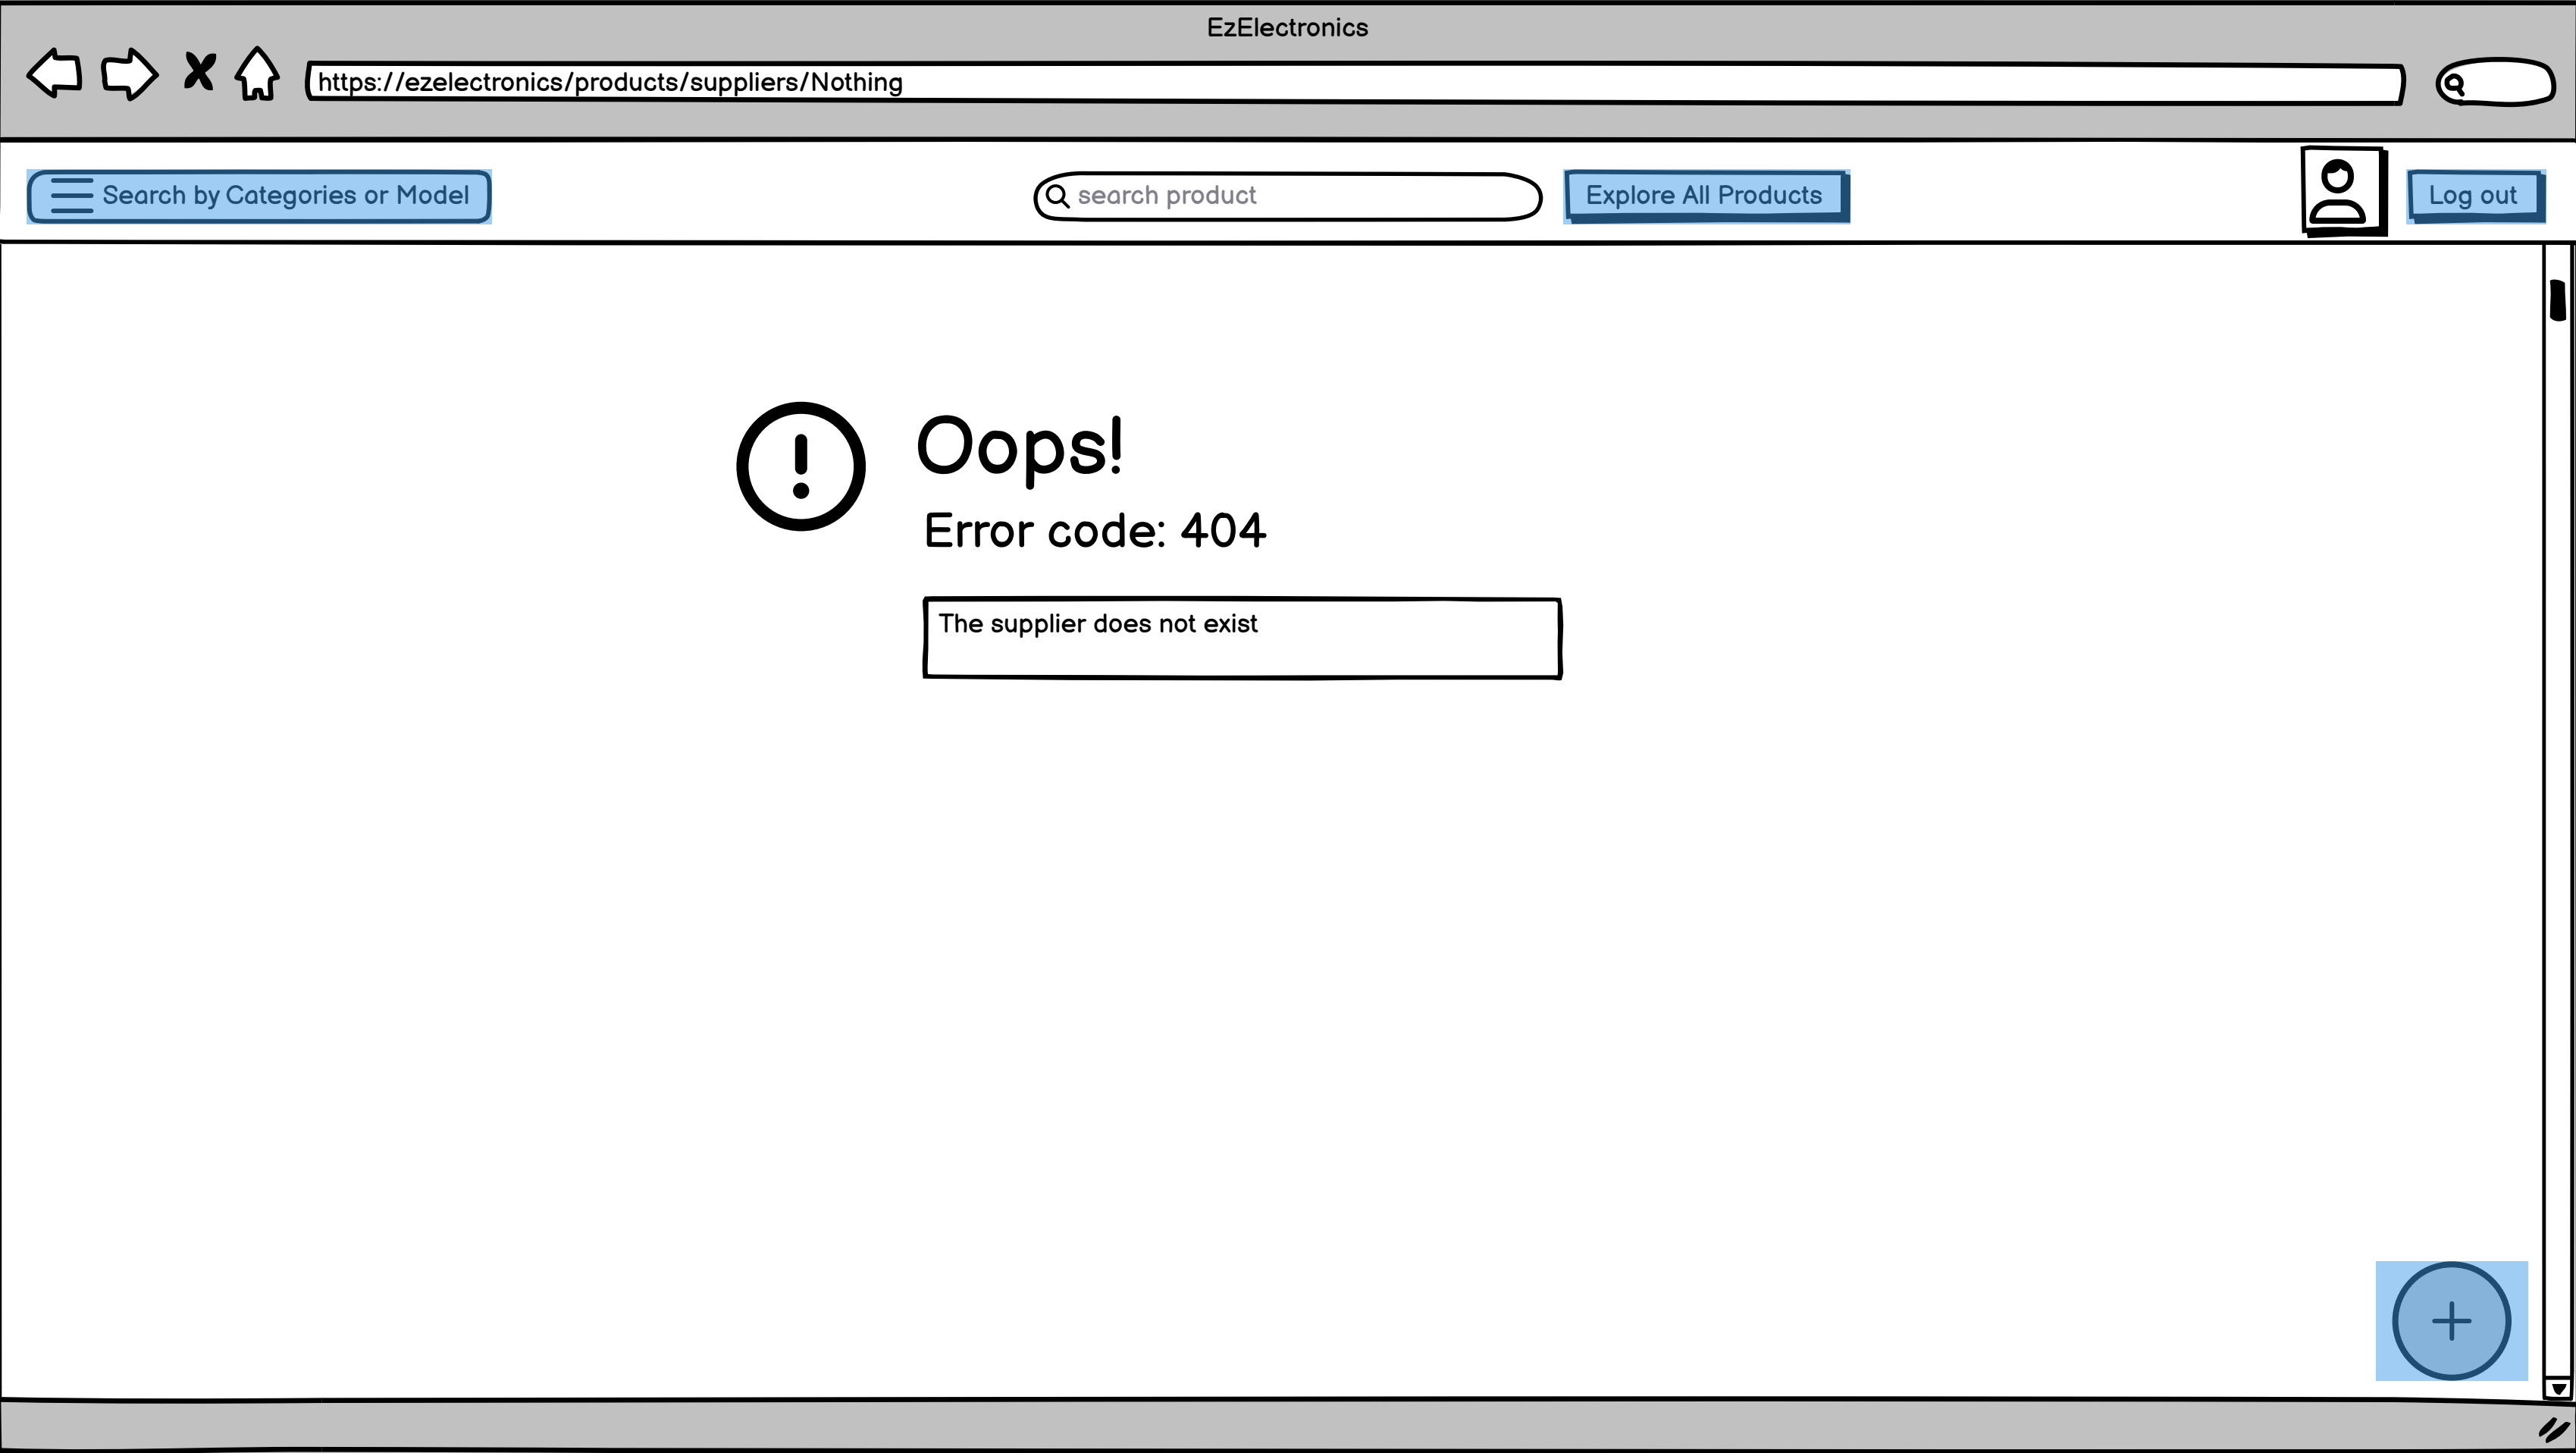 EzElectronics
https://ezelectronics/products/suppliers/Nothing
Search by Categories or Model
search product
Explore All Products
Log out
Oops!
Error code: 404
The supplier does not exist